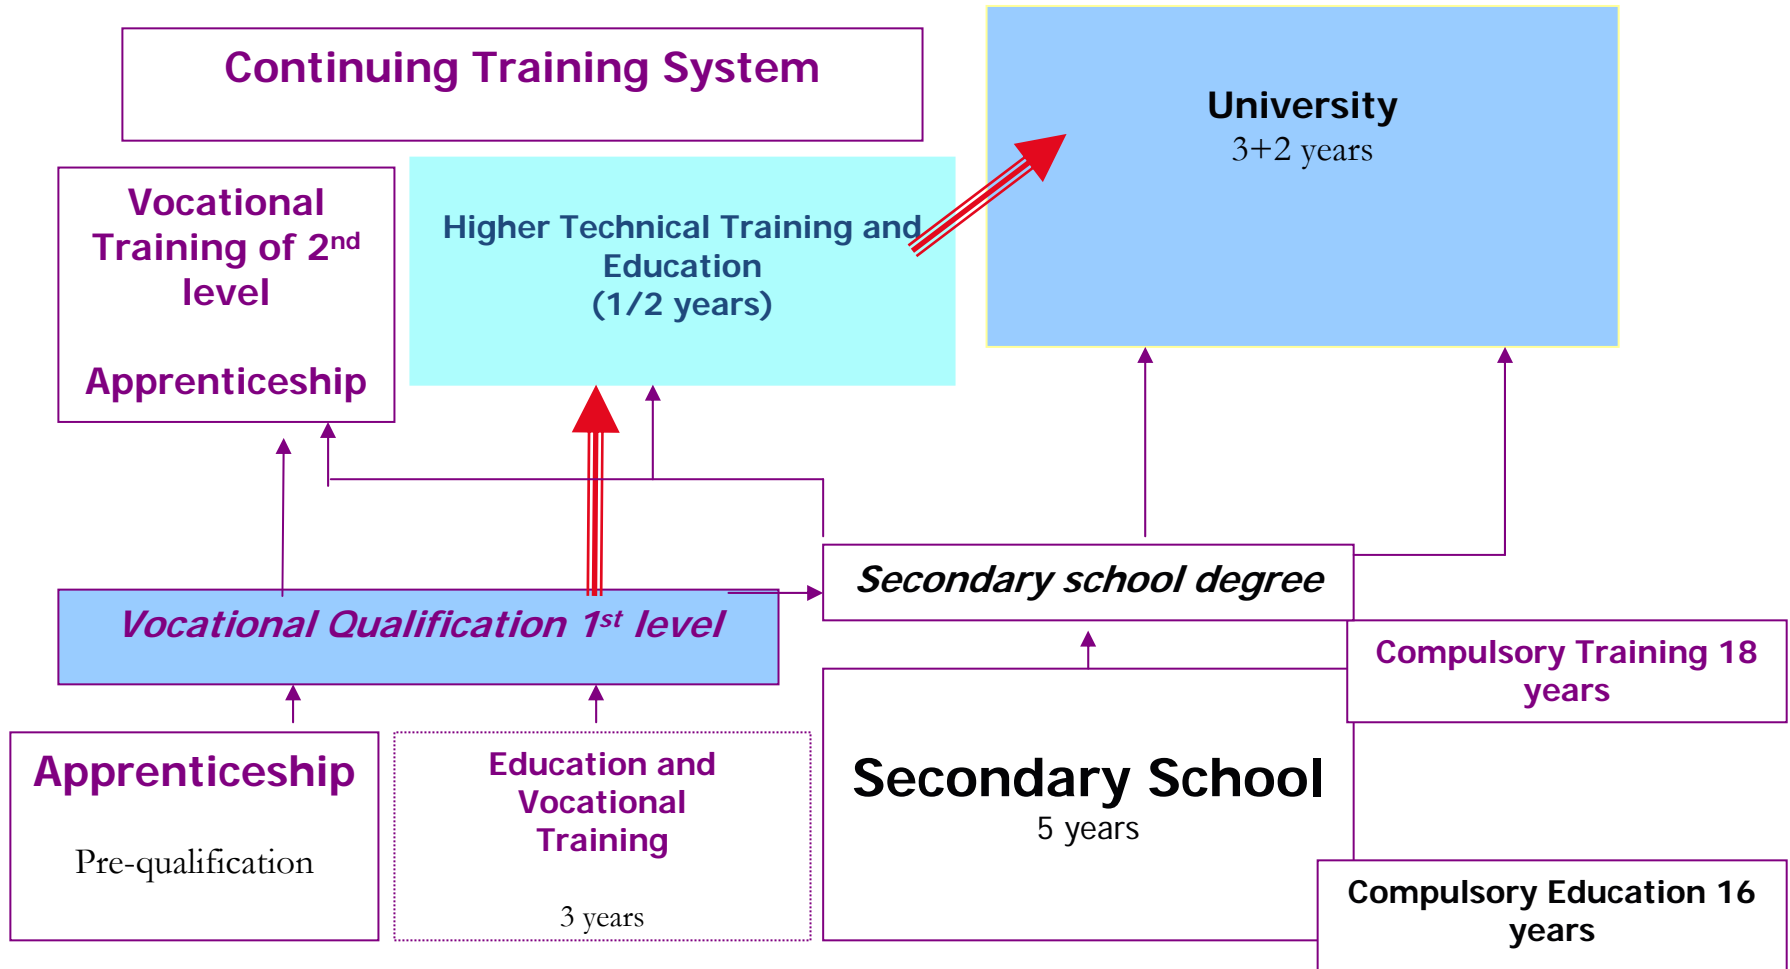 Continuing Training System
University
3+2 years
Vocational
Training of 2nd
level
Apprenticeship
Higher Technical Training and
Education
(1/2 years)
Secondary school degree
Vocational Qualification 1st level
Compulsory Training 18
years
Apprenticeship
Pre-qualification
Education and
Vocational
Training
3 years
Secondary School
5 years
Compulsory Education 16
years